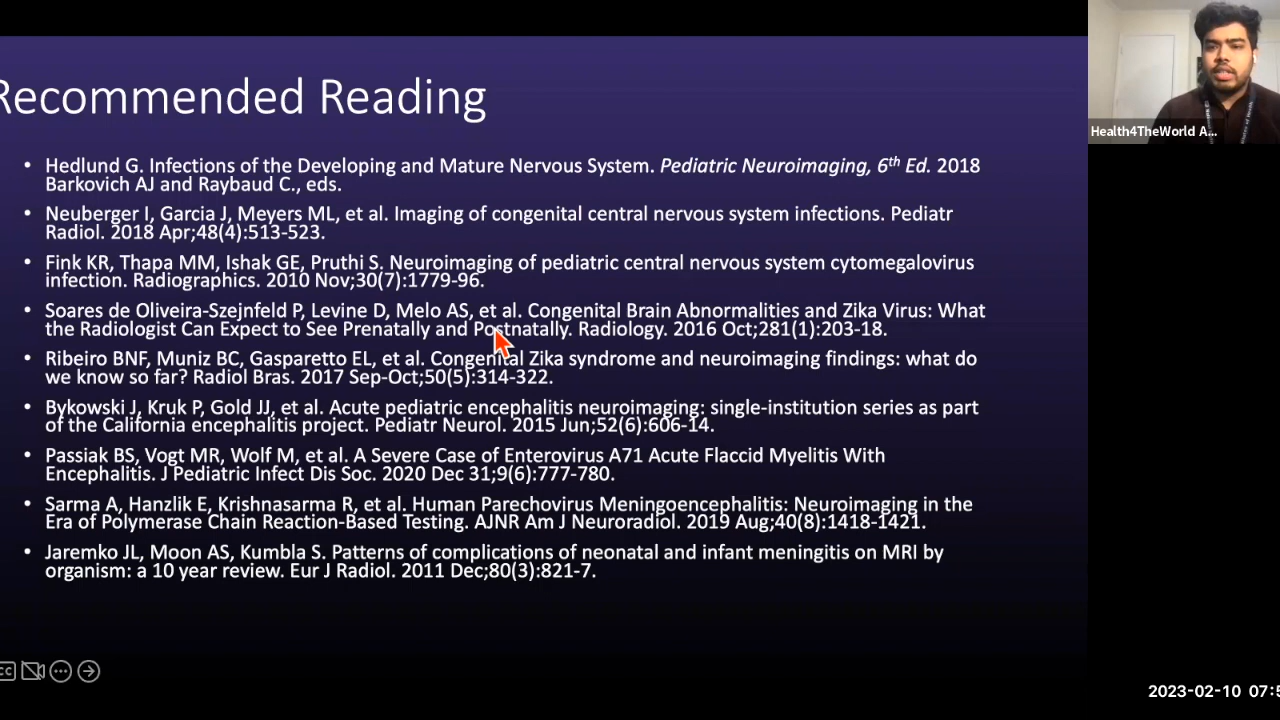 Recommended Reading
• Hedlund G. Infections of the Developing and Mature Nervous System. Pediatric Neuroimaging, 6th Ed. 2018
Barkovich AJ and Raybaud C., eds.
• Neuberger I, Garcia J, Meyers ML, et al. Imaging of congenital central nervous system infections. Pediatr
Radiol. 2018 Apr;48(4):513-523.
• Fink KR, Thapa MM, Ishak GE, Pruthi S. Neuroimaging of pediatric central nervous system cytomegalovirus
infection. Radiographics. 2010 Nov;30(7):1779-96.
• Soares de Oliveira-Szejnfeld P, Levine D, Melo AS, et al. Congenital Brain Abnormalities and Zika Virus: What
the Radiologist Can Expect to See Prenatally and Postnatally. Radiology. 2016 Oct;281(1):203-18.
• Ribeiro BNF, Muniz BC, Gasparetto EL, et al. Congenital Zika syndrome and neuroimaging findings: what do
we know so far? Radiol Bras. 2017 Sep-Oct;50(5):314-322.
• Bykowski J, Kruk P, Gold JJ, et al. Acute pediatric encephalitis neuroimaging: single-institution series as part
of the California encephalitis project. Pediatr Neurol. 2015 Jun;52(6):606-14.
• Passiak BS, Vogt MR, Wolf M, et al. A Severe Case of Enterovirus A71 Acute Flaccid Myelitis With
Encephalitis. J Pediatric Infect Dis Soc. 2020 Dec 31;9(6):777-780.
• Sarma A, Hanzlik E, Krishnasarma R, et al. Human Parechovirus Meningoencephalitis: Neuroimaging in the
Era of Polymerase Chain Reaction-Based Testing. AJNR Am J Neuroradiol. 2019 Aug;40(8):1418-1421.
• Jaremko JL, Moon AS, Kumbla S. Patterns of complications of neonatal and infant meningitis on MRI by
organism: a 10 year review. Eur J Radiol. 2011 Dec;80(3):821-7.
Health4TheWorld A...
CC
2023-02-10 07:5